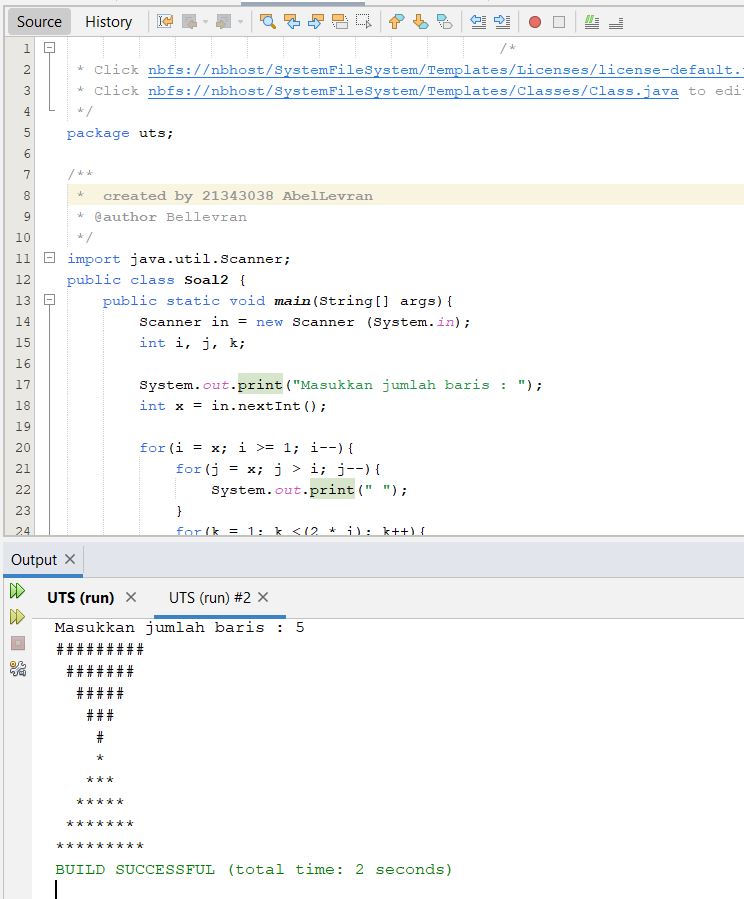 Source History
1 /*
2 * Click nbfs://nbhost/SystemFileSystem/Templates/Licenses/license-default.
3 * Click nbfs://nbhost/SystemFileSystem/Templates/Classes/Class.java to edi
4 */
5 package uts;
6
7 /**
8 * created by 21343038 AbelLevran
9 * @author Bellevran
10 */
11 import java.util.Scanner;
12 public class Soal2 {
13 public static void main(String[] args){
14 Scanner in = new Scanner (System.in);
15 int i, j, k;
16
17 System.out.print("Masukkan jumlah baris : ");
18 int x = in.nextInt();
19
20 for(i = x; i >= 1; i--){
21 for(j = x; j > i; j--){
22 System.out.print(" ");
23 }
24 for(k = 1; k <(2 * i); k++){
Output
UTS (run) UTS (run) #2
Masukkan jumlah baris : 5
#########
 #######
  #####
   ###
    #
    *
   ***
  *****
 *******
*********
BUILD SUCCESSFUL (total time: 2 seconds)